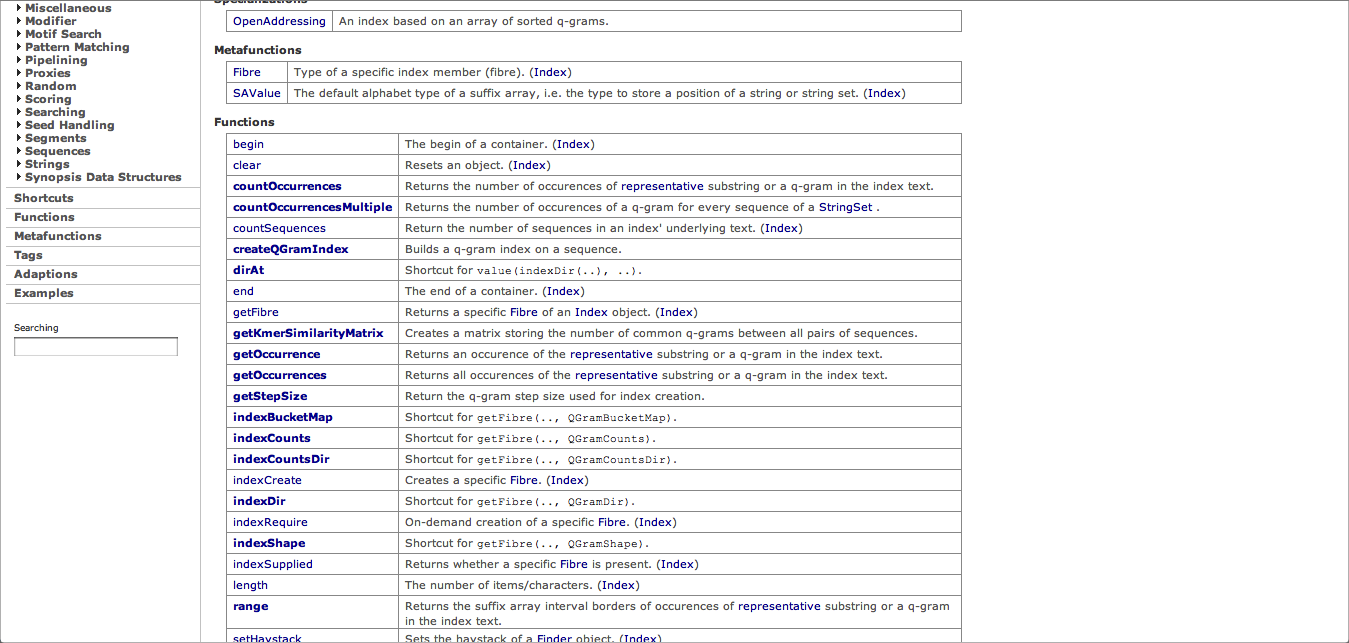 Miscellaneous
Modifier
Motif Search
Pattern Matching
Pipelining
Proxies
Random
Scoring
Searching
Seed Handling
Segments
Sequences
Strings
Synopsis Data Structures
Shortcuts
Functions
Metafunctions
Tags
Adaptions
Examples
Searching
Specializations
OpenAddressing An index based on an array of sorted q-grams.
Metafunctions
Fibre Type of a specific index member (fibre). (Index)
SAValue The default alphabet type of a suffix array, i.e. the type to store a position of a string or string set. (Index)
Functions
begin The begin of a container. (Index)
clear Resets an object. (Index)
countOccurrences Returns the number of occurences of representative substring or a q-gram in the index text.
countOccurrencesMultiple Returns the number of occurences of a q-gram for every sequence of a StringSet .
countSequences Return the number of sequences in an index' underlying text. (Index)
createQGramIndex Builds a q-gram index on a sequence.
dirAt Shortcut for value(indexDir(..), ..).
end The end of a container. (Index)
getFibre Returns a specific Fibre of an Index object. (Index)
getKmerSimilarityMatrix Creates a matrix storing the number of common q-grams between all pairs of sequences.
getOccurrence Returns an occurence of the representative substring or a q-gram in the index text.
getOccurrences Returns all occurences of the representative substring or a q-gram in the index text.
getStepSize Return the q-gram step size used for index creation.
indexBucketMap Shortcut for getFibre(.., QGramBucketMap).
indexCounts Shortcut for getFibre(.., QGramCounts).
indexCountsDir Shortcut for getFibre(.., QGramCountsDir).
indexCreate Creates a specific Fibre. (Index)
indexDir Shortcut for getFibre(.., QGramDir).
indexRequire On-demand creation of a specific Fibre. (Index)
indexShape Shortcut for getFibre(.., QGramShape).
indexSupplied Returns whether a specific Fibre is present. (Index)
length The number of items/characters. (Index)
range Returns the suffix array interval borders of occurences of representative substring or a q-gram
in the index text.
setHaystack Sets the haystack of a Finder object. (Index)